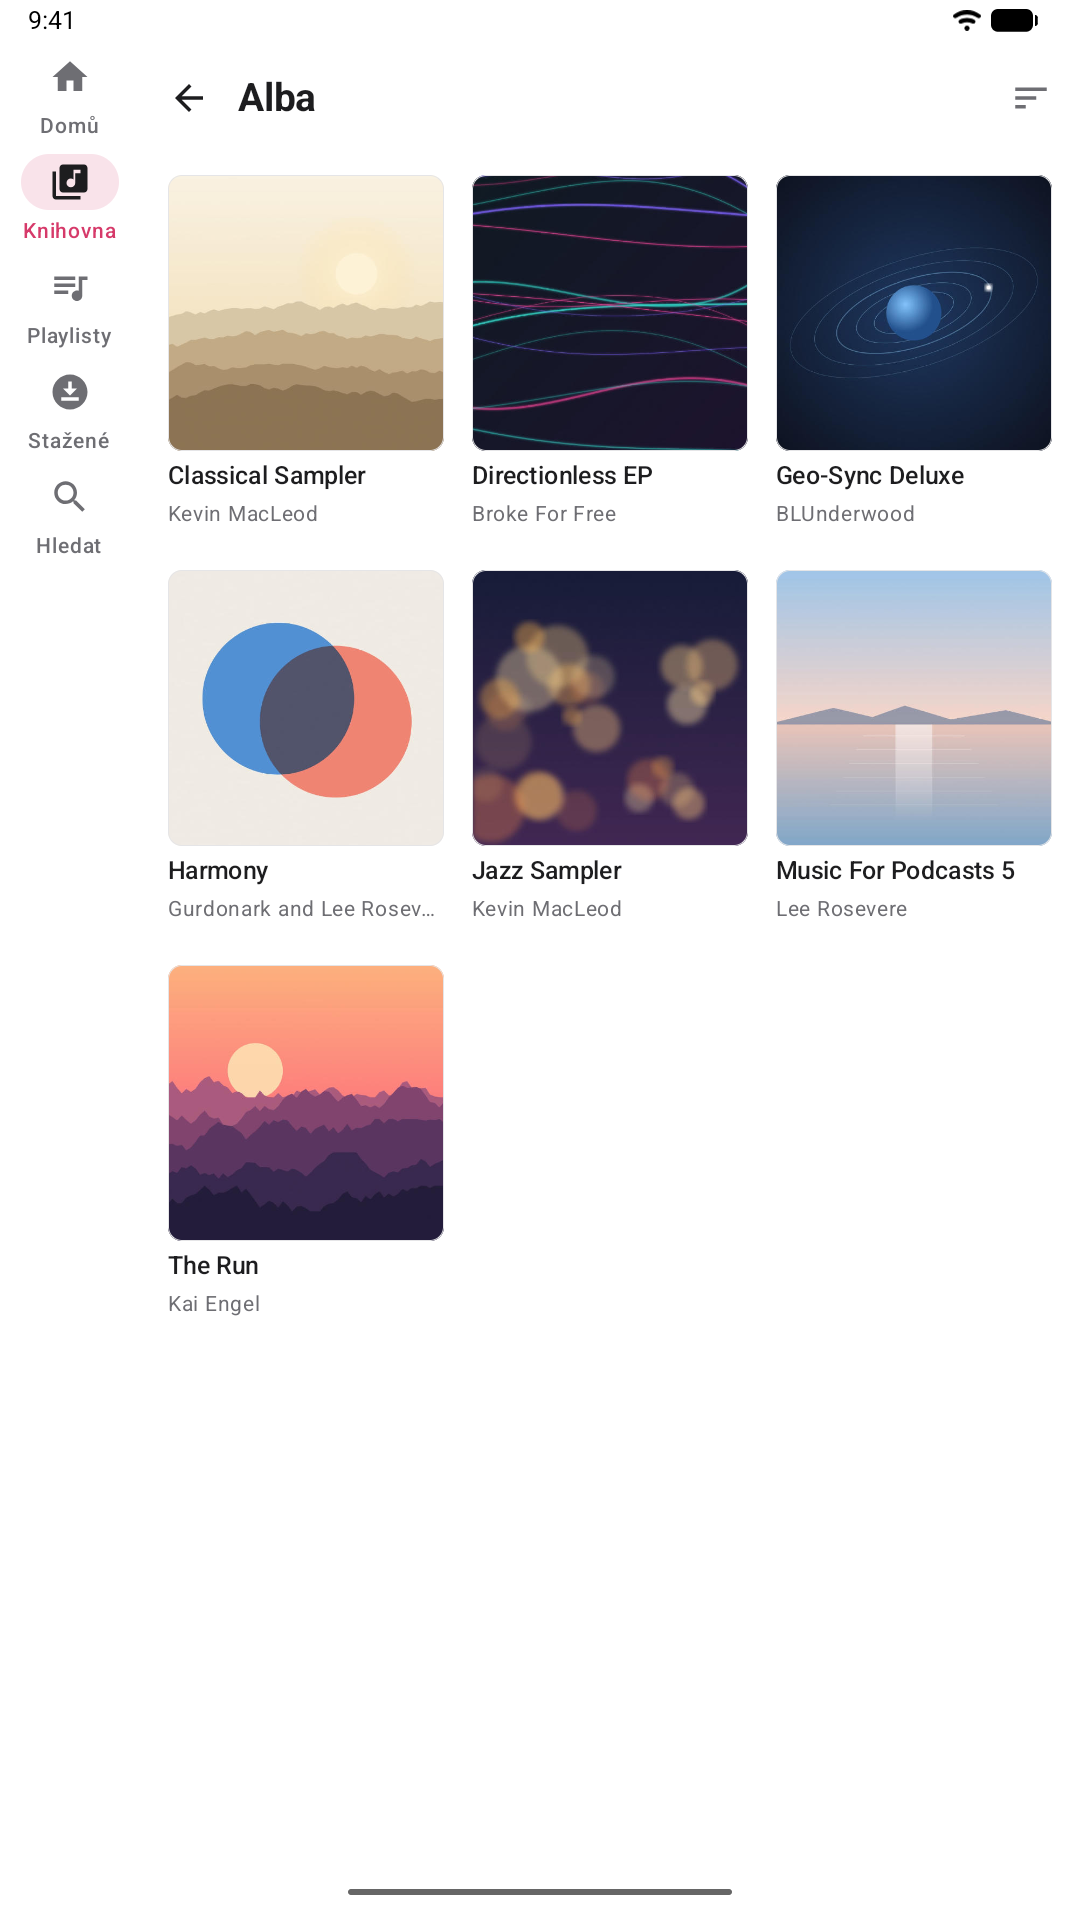 9:41
Domů
Knihovna
Playlisty
Stažené
Hledat
Alba
Classical Sampler
Kevin MacLeod
Directionless EP
Broke For Free
Geo-Sync Deluxe
BLUnderwood
Harmony
Gurdonark and Lee Rosev…
Jazz Sampler
Kevin MacLeod
Music For Podcasts 5
Lee Rosevere
The Run
Kai Engel